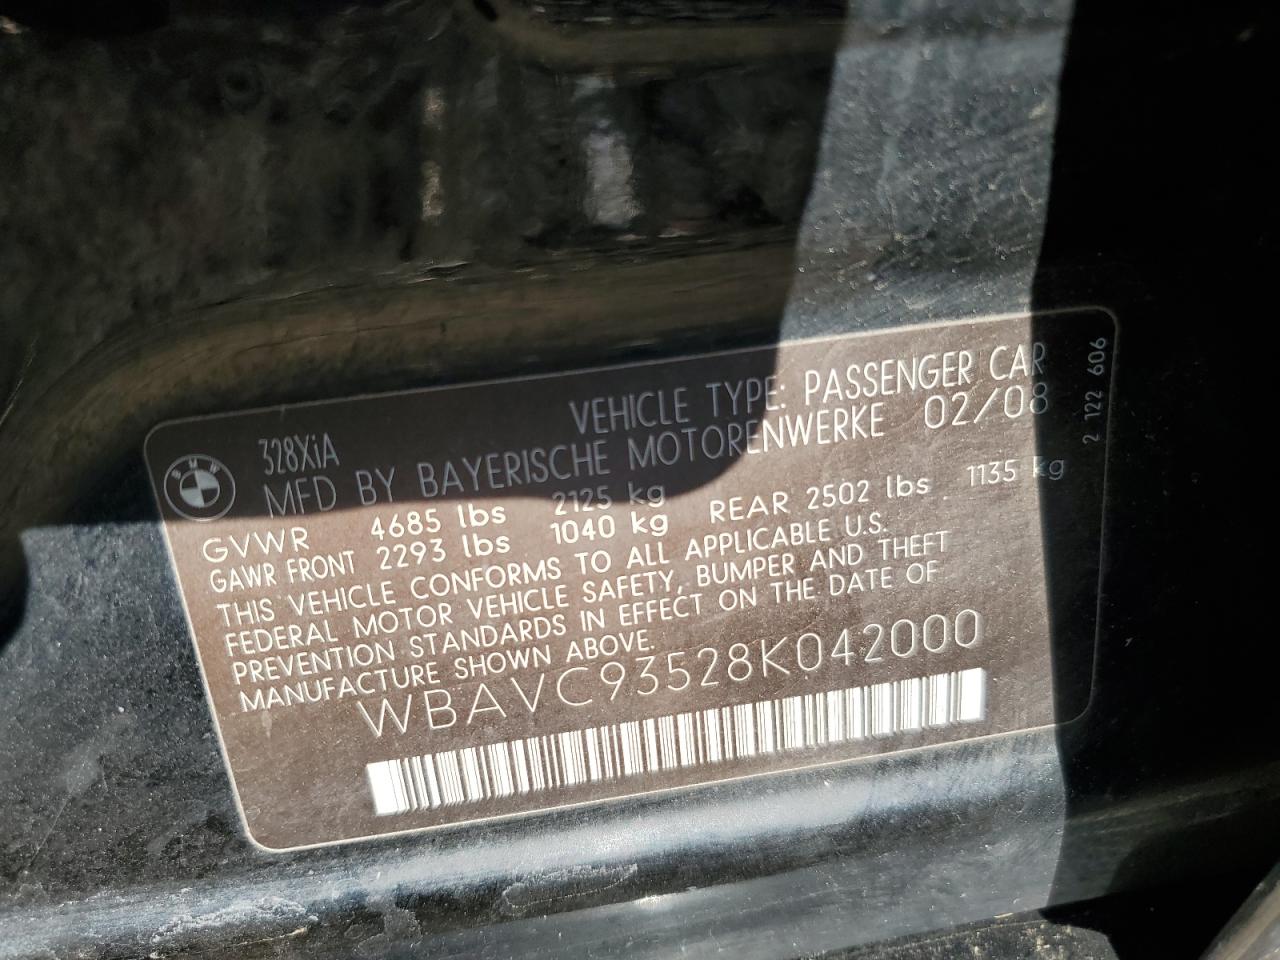 BMW
328XiA VEHICLE TYPE: PASSENGER CAR
MFD BY BAYERISCHE MOTORENWERKE 02/08
GVWR 4685 lbs 2125 kg
GAWR FRONT 2293 lbs 1040 kg REAR 2502 lbs 1135 kg
THIS VEHICLE CONFORMS TO ALL APPLICABLE U.S.
FEDERAL MOTOR VEHICLE SAFETY, BUMPER AND THEFT
PREVENTION STANDARDS IN EFFECT ON THE DATE OF
MANUFACTURE SHOWN ABOVE.
WBAVC93528K042000
2 122 606